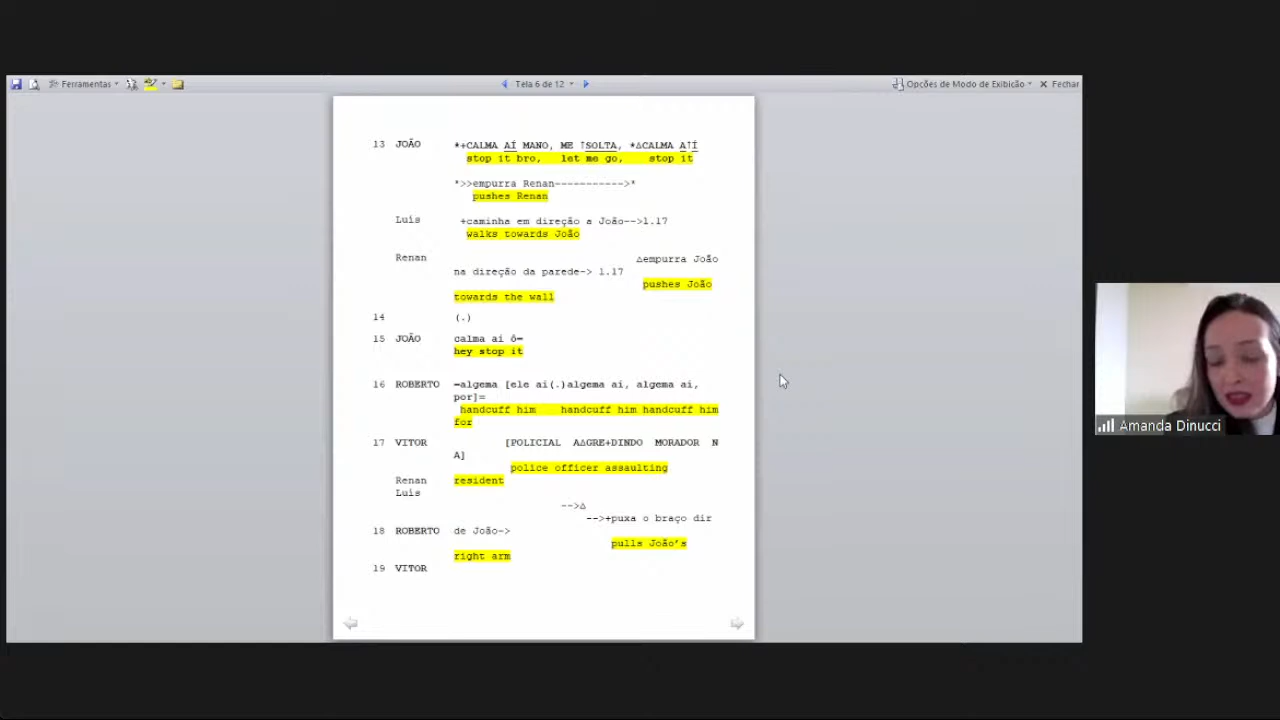 Ferramentas
Tela 6 de 12
Opções de Modo de Exibição
Fechar
13 JOÃO *+CALMA AÍ MANO, ME ↑SOLTA, *∆CALMA A↑Í
stop it bro, let me go, stop it
*>>empurra Renan----------->*
pushes Renan
Luís +caminha em direção a João-->1.17
walks towards João
Renan ∆empurra João
na direção da parede-> 1.17
pushes João
towards the wall
14 (.)
15 JOÃO calma aí ô=
hey stop it
16 ROBERTO =algema [ele aí(.)algema aí, algema aí,
por]=
handcuff him handcuff him handcuff him
for
17 VITOR [POLICIAL A∆GRE+DINDO MORADOR N
A]
police officer assaulting
Renan resident
Luís
-->∆
-->+puxa o braço dir
18 ROBERTO de João->
pulls João's
right arm
19 VITOR
Amanda Dinucci